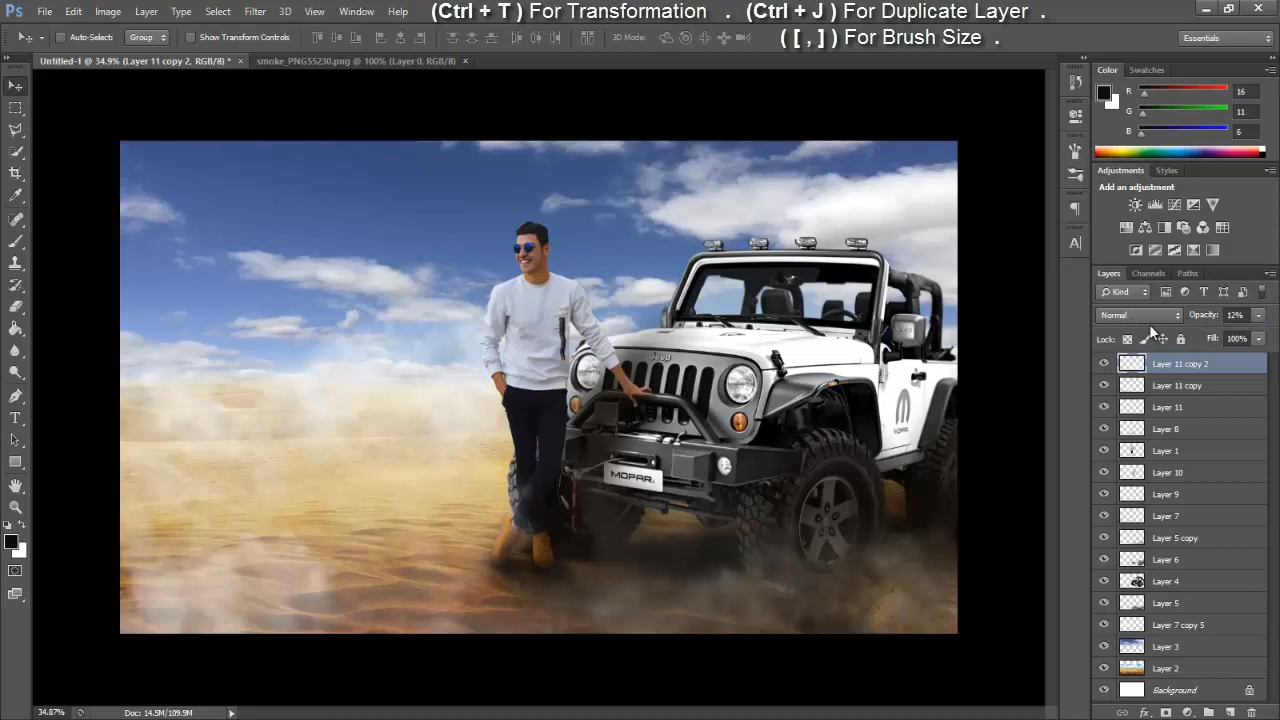 Ps File Edit Image Layer Type Select Filter 3D View Window Help (Ctrl + T ) For Transformation . (Ctrl + J ) For Duplicate Layer .
Auto-Select: Group Show Transform Controls 3D Mode: ( [ , ] ) For Brush Size . Essentials
Untitled-1 @ 34.9% (Layer 11 copy 2, RGB/8) * × smoke_PNG55230.png @ 100% (Layer 0, RGB/8) ×
Color Swatches
R 16
G 11
B 6
Adjustments Styles
Add an adjustment
Layers Channels Paths
Kind
Normal Opacity: 12%
Lock: Fill: 100%
Layer 11 copy 2
Layer 11 copy
Layer 11
Layer 8
Layer 1
Layer 10
Layer 9
Layer 7
Layer 5 copy
Layer 6
Layer 4
Layer 5
Layer 7 copy 5
Layer 3
Layer 2
Background
Jeep
Jeep
MOPAR
MOPAR
34.87% Doc: 14.5M/109.9M